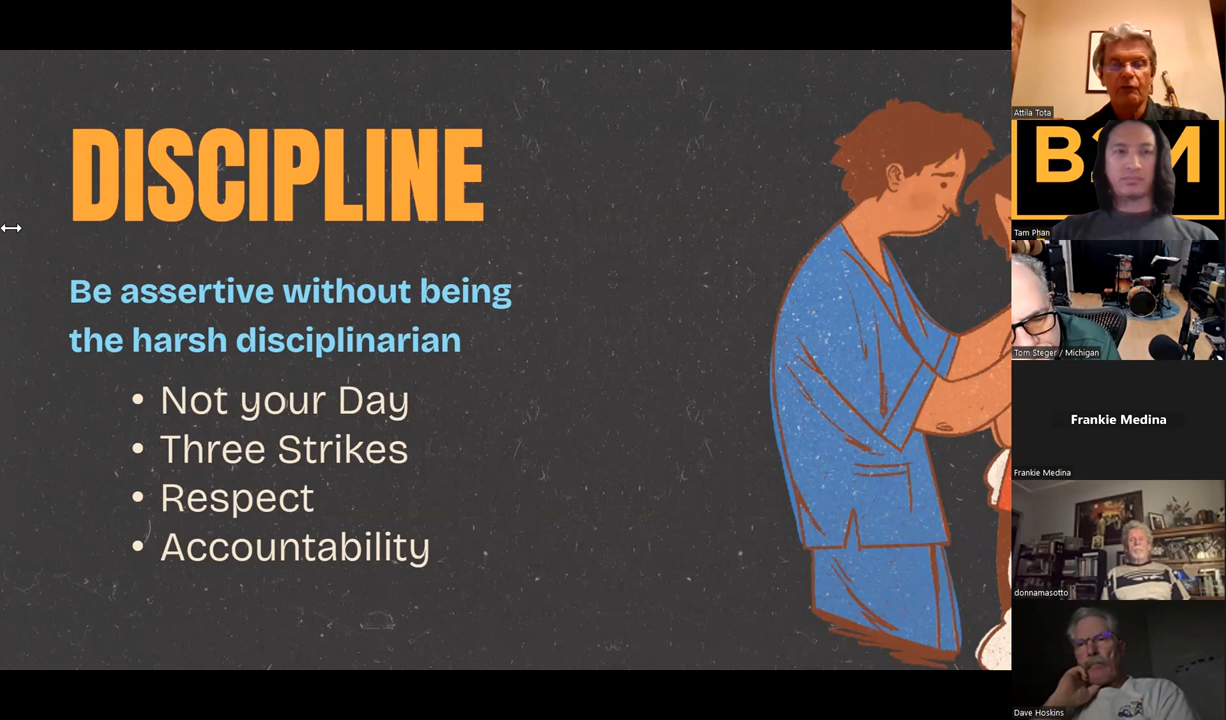 DISCIPLINE
Be assertive without being
the harsh disciplinarian
• Not your Day
• Three Strikes
• Respect
• Accountability
Attila Tota
Tam Phan
Tom Steger / Michigan
Frankie Medina
Frankie Medina
donnamasotto
Dave Hoskins